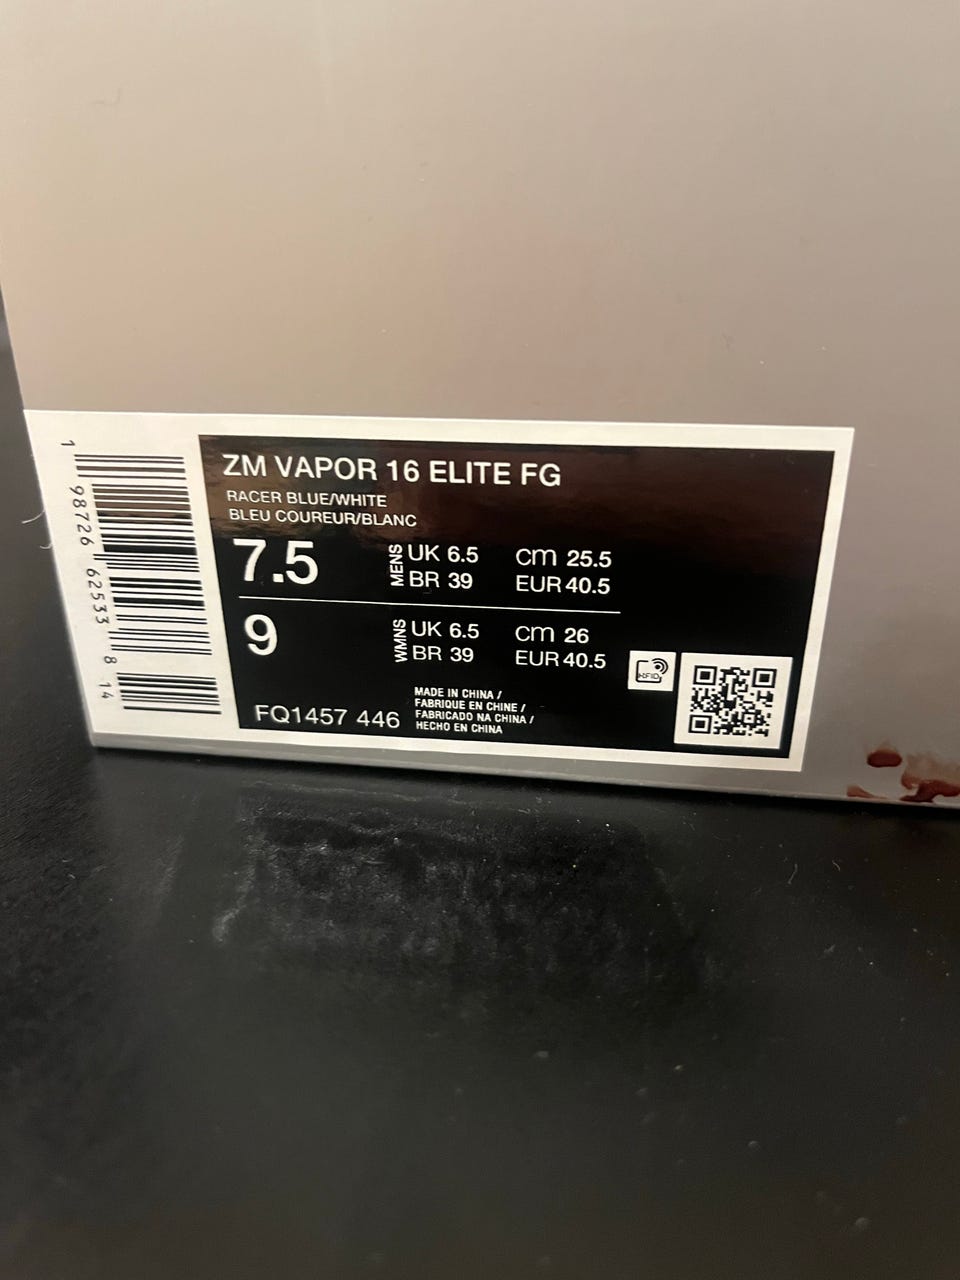 ZM VAPOR 16 ELITE FG
RACER BLUE/WHITE
BLEU COUREUR/BLANC
7.5 MENS UK 6.5 cm 25.5
BR 39 EUR 40.5
9 WMNS UK 6.5 cm 26
BR 39 EUR 40.5
FQ1457 446
MADE IN CHINA /
FABRIQUE EN CHINE /
FABRICADO NA CHINA /
HECHO EN CHINA
RFID
1 98726 62533 8 14